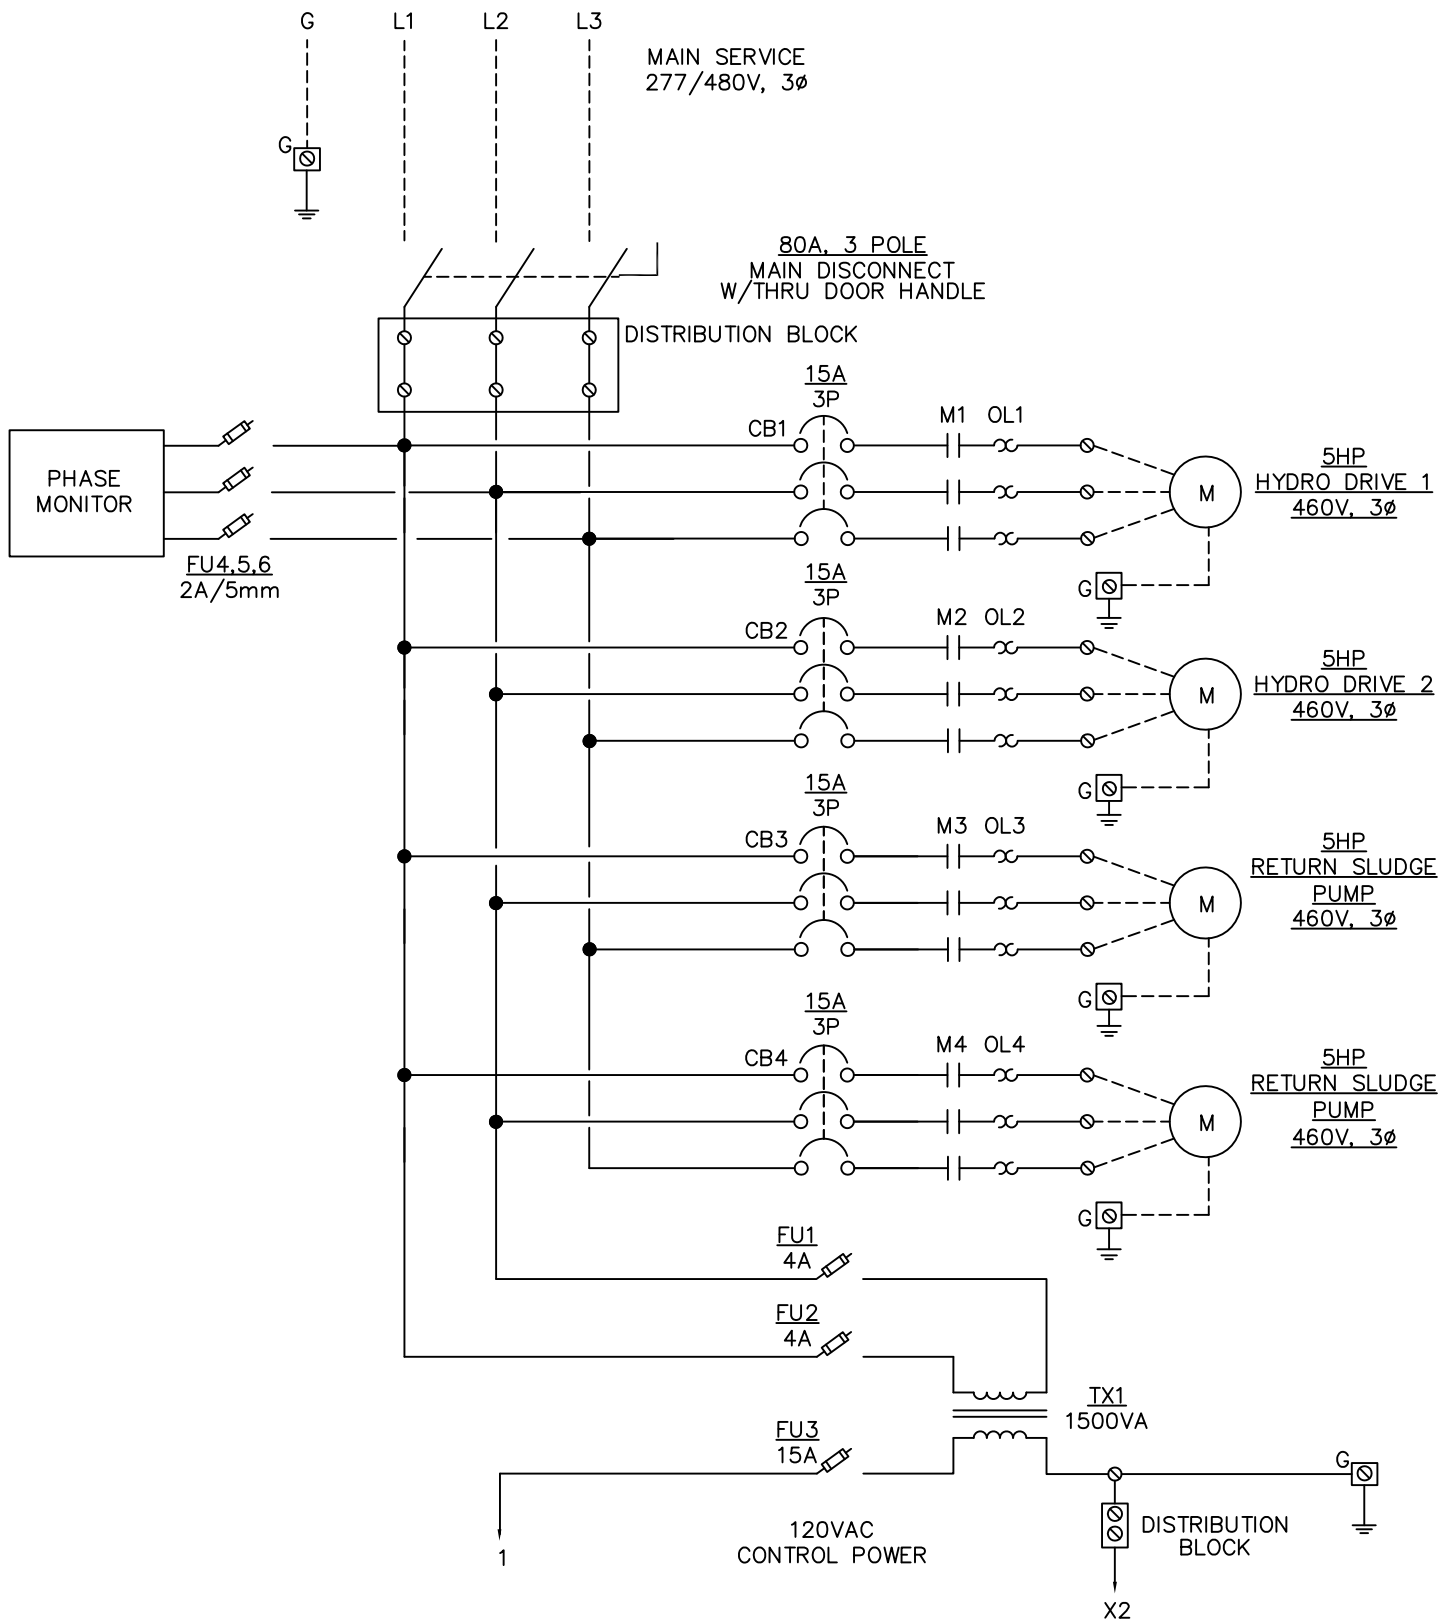 G
L1
L2
L3
MAIN SERVICE
277/480V, 3ø
G
80A, 3 POLE
MAIN DISCONNECT
W/THRU DOOR HANDLE
DISTRIBUTION BLOCK
PHASE
MONITOR
FU4,5,6
2A/5mm
15A
3P
CB1
M1
OL1
M
5HP
HYDRO DRIVE 1
460V, 3ø
G
15A
3P
CB2
M2
OL2
M
5HP
HYDRO DRIVE 2
460V, 3ø
G
15A
3P
CB3
M3
OL3
M
5HP
RETURN SLUDGE
PUMP
460V, 3ø
G
15A
3P
CB4
M4
OL4
M
5HP
RETURN SLUDGE
PUMP
460V, 3ø
G
FU1
4A
FU2
4A
TX1
1500VA
FU3
15A
G
120VAC
CONTROL POWER
1
DISTRIBUTION
BLOCK
X2